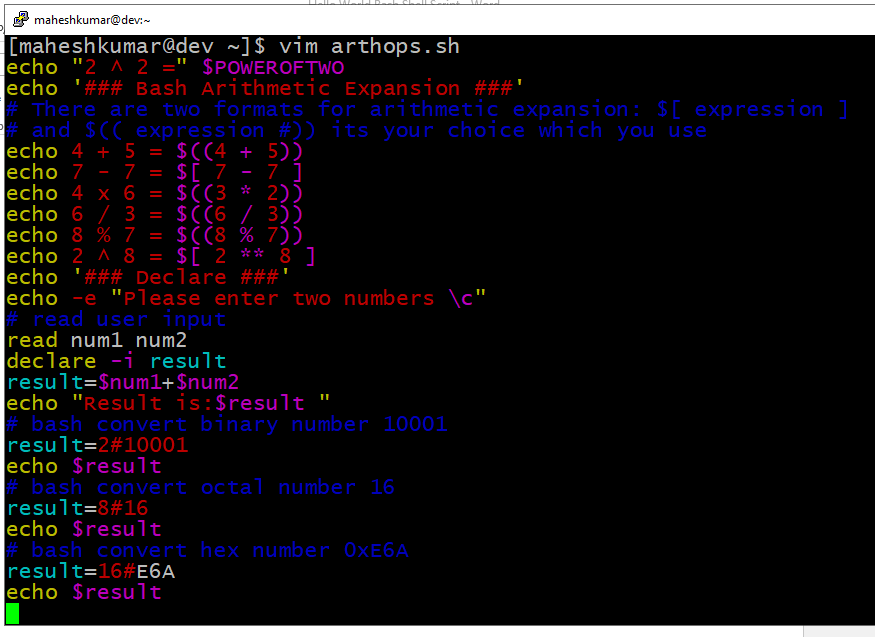 maheshkumar@dev:~
[maheshkumar@dev ~]$ vim arthops.sh
echo "2 ^ 2 =" $POWEROFTWO
echo '### Bash Arithmetic Expansion ###'
# There are two formats for arithmetic expansion: $[ expression ]
# and $(( expression #)) its your choice which you use
echo 4 + 5 = $((4 + 5))
echo 7 - 7 = $[ 7 - 7 ]
echo 4 x 6 = $((3 * 2))
echo 6 / 3 = $((6 / 3))
echo 8 % 7 = $((8 % 7))
echo 2 ^ 8 = $[ 2 ** 8 ]
echo '### Declare ###'
echo -e "Please enter two numbers \c"
# read user input
read num1 num2
declare -i result
result=$num1+$num2
echo "Result is:$result "
# bash convert binary number 10001
result=2#10001
echo $result
# bash convert octal number 16
result=8#16
echo $result
# bash convert hex number 0xE6A
result=16#E6A
echo $result